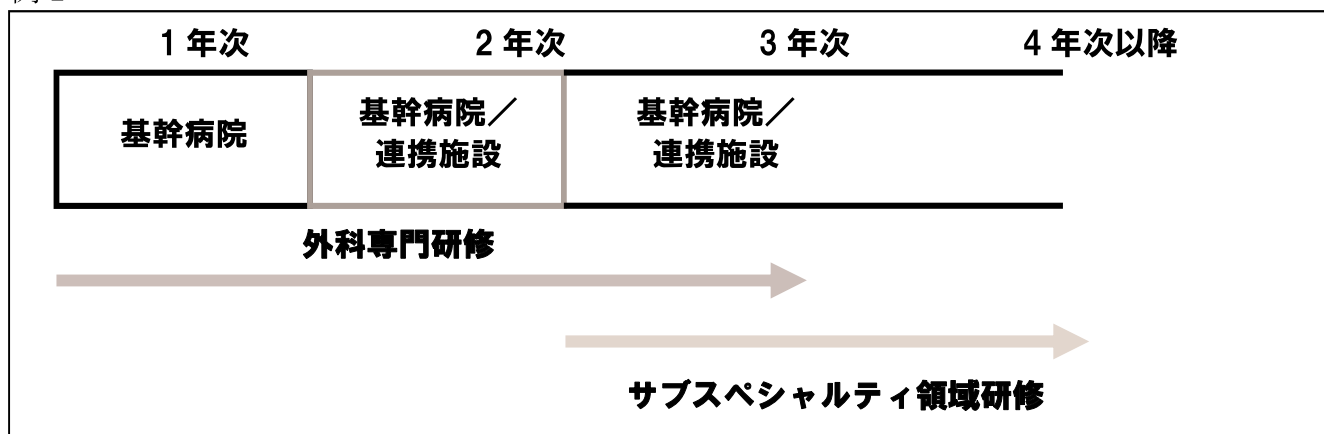 1年次 2年次 3年次 4年次以降
基幹病院
基幹病院／
連携施設
基幹病院／
連携施設
外科専門研修
サブスペシャルティ領域研修